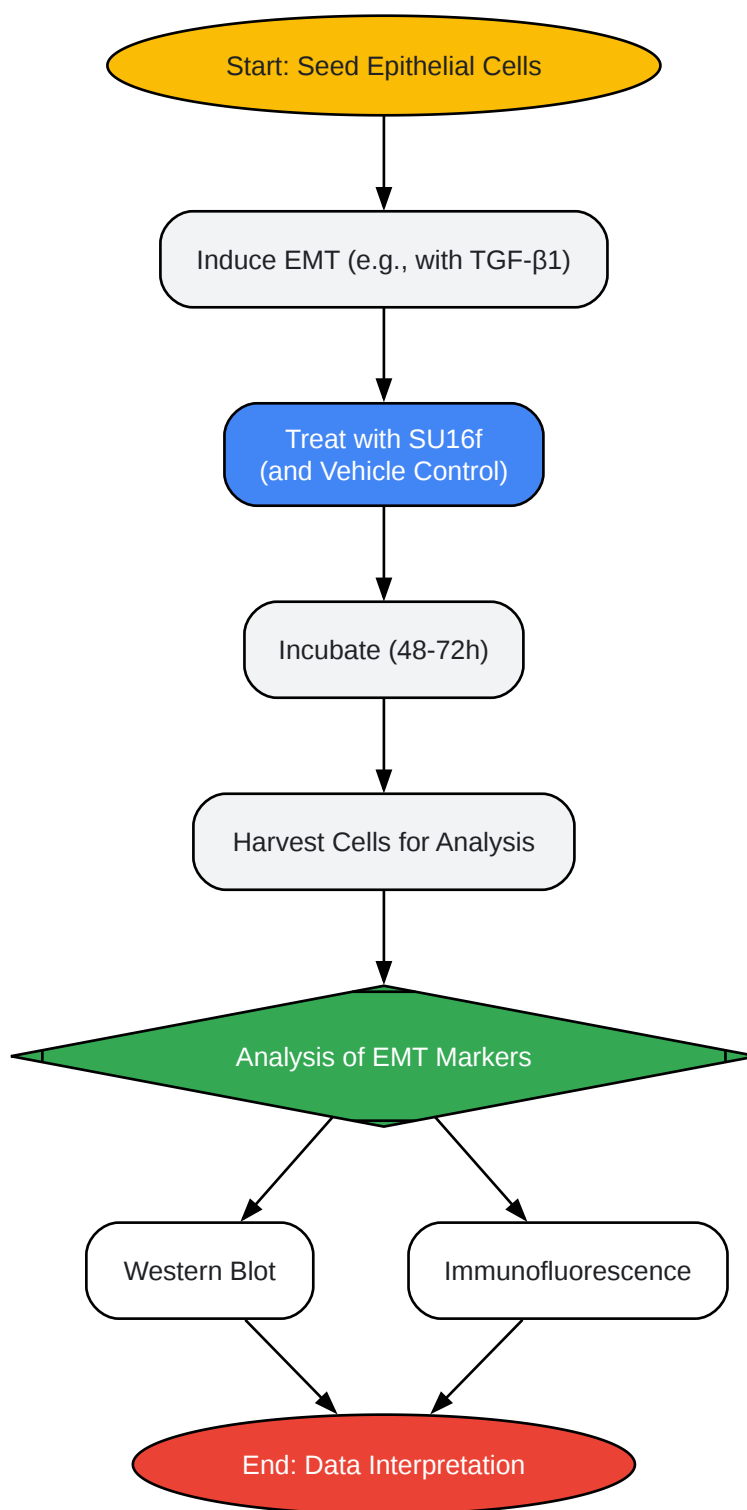 Start: Seed Epithelial Cells
Induce EMT (e.g., with TGF-β1)
Treat with SU16f
(and Vehicle Control)
Incubate (48-72h)
Harvest Cells for Analysis
Analysis of EMT Markers
Western Blot
Immunofluorescence
End: Data Interpretation